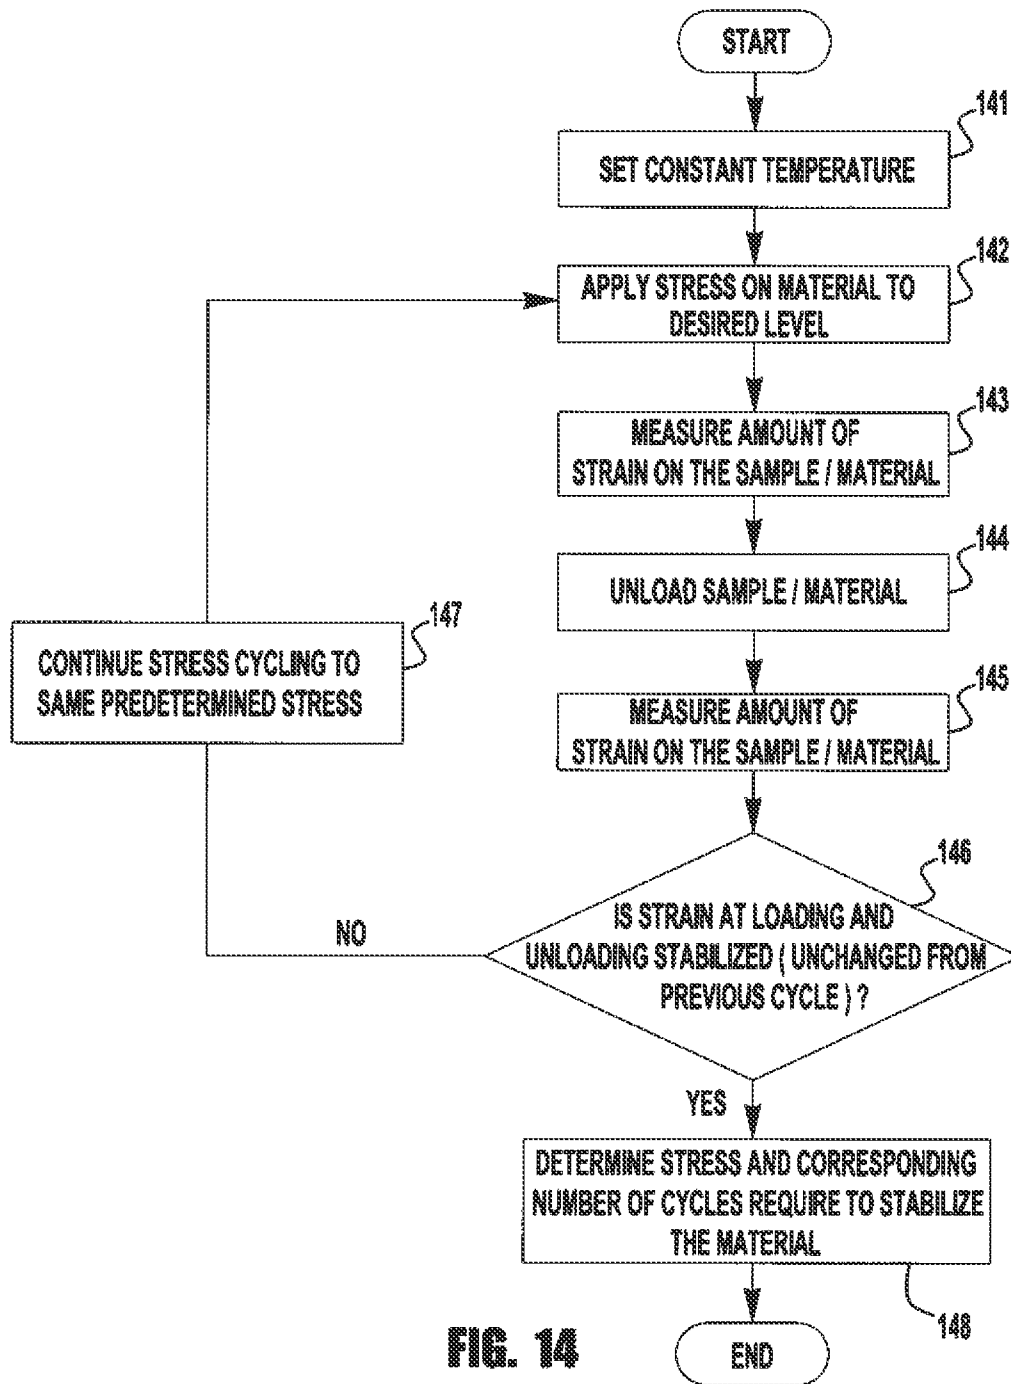 START
141
SET CONSTANT TEMPERATURE
142
APPLY STRESS ON MATERIAL TO
DESIRED LEVEL
143
MEASURE AMOUNT OF
STRAIN ON THE SAMPLE / MATERIAL
144
UNLOAD SAMPLE / MATERIAL
147
CONTINUE STRESS CYCLING TO
SAME PREDETERMINED STRESS
145
MEASURE AMOUNT OF
STRAIN ON THE SAMPLE / MATERIAL
146
IS STRAIN AT LOADING AND
UNLOADING STABILIZED ( UNCHANGED FROM
PREVIOUS CYCLE ) ?
NO
YES
DETERMINE STRESS AND CORRESPONDING
NUMBER OF CYCLES REQUIRE TO STABILIZE
THE MATERIAL
148
END
FIG. 14